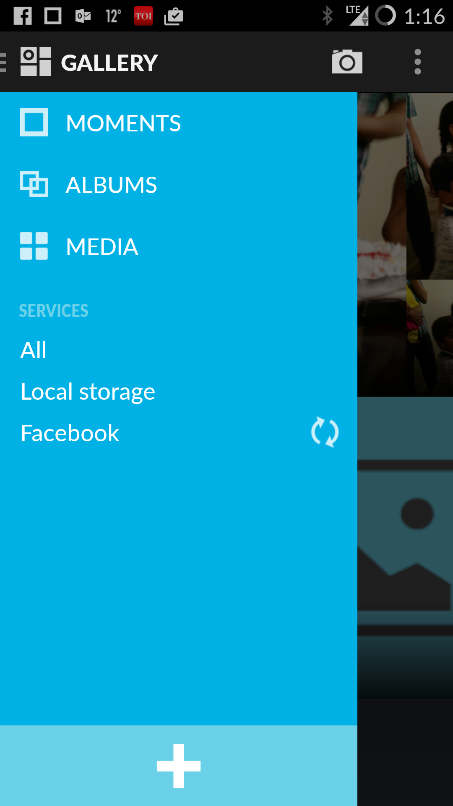 12° TOI LTE 1:16
GALLERY
MOMENTS
ALBUMS
MEDIA
SERVICES
All
Local storage
Facebook